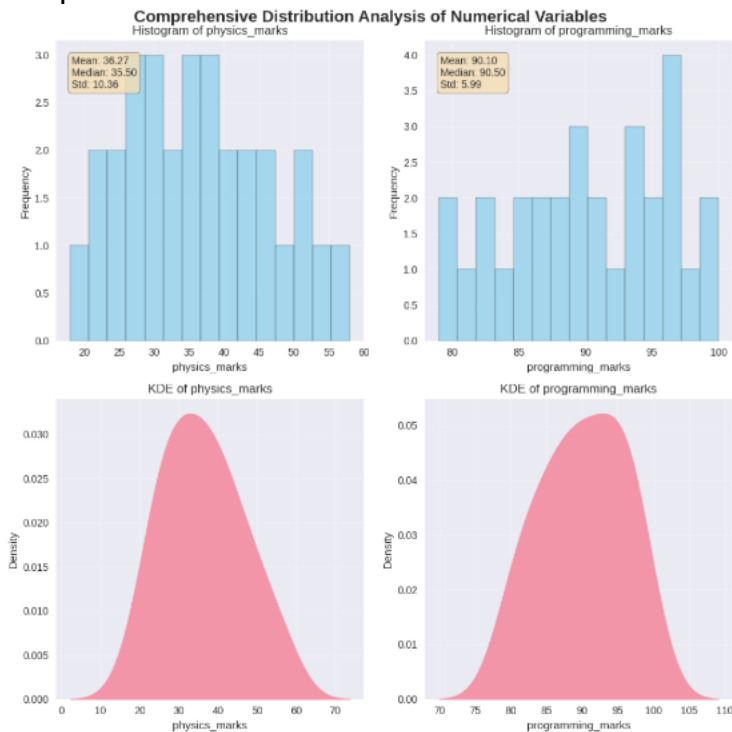 Comprehensive Distribution Analysis of Numerical Variables
Histogram of physics_marks
Mean: 36.27
Median: 35.50
Std: 10.36
Frequency
3.0
2.5
2.0
1.5
1.0
0.5
0.0
20 25 30 35 40 45 50 55 60
physics_marks
Histogram of programming_marks
Mean: 90.10
Median: 90.50
Std: 5.99
Frequency
4.0
3.5
3.0
2.5
2.0
1.5
1.0
0.5
0.0
80 85 90 95 100
programming_marks
KDE of physics_marks
Density
0.030
0.025
0.020
0.015
0.010
0.005
0.000
0 10 20 30 40 50 60 70
physics_marks
KDE of programming_marks
Density
0.05
0.04
0.03
0.02
0.01
0.00
70 75 80 85 90 95 100 105 110
programming_marks